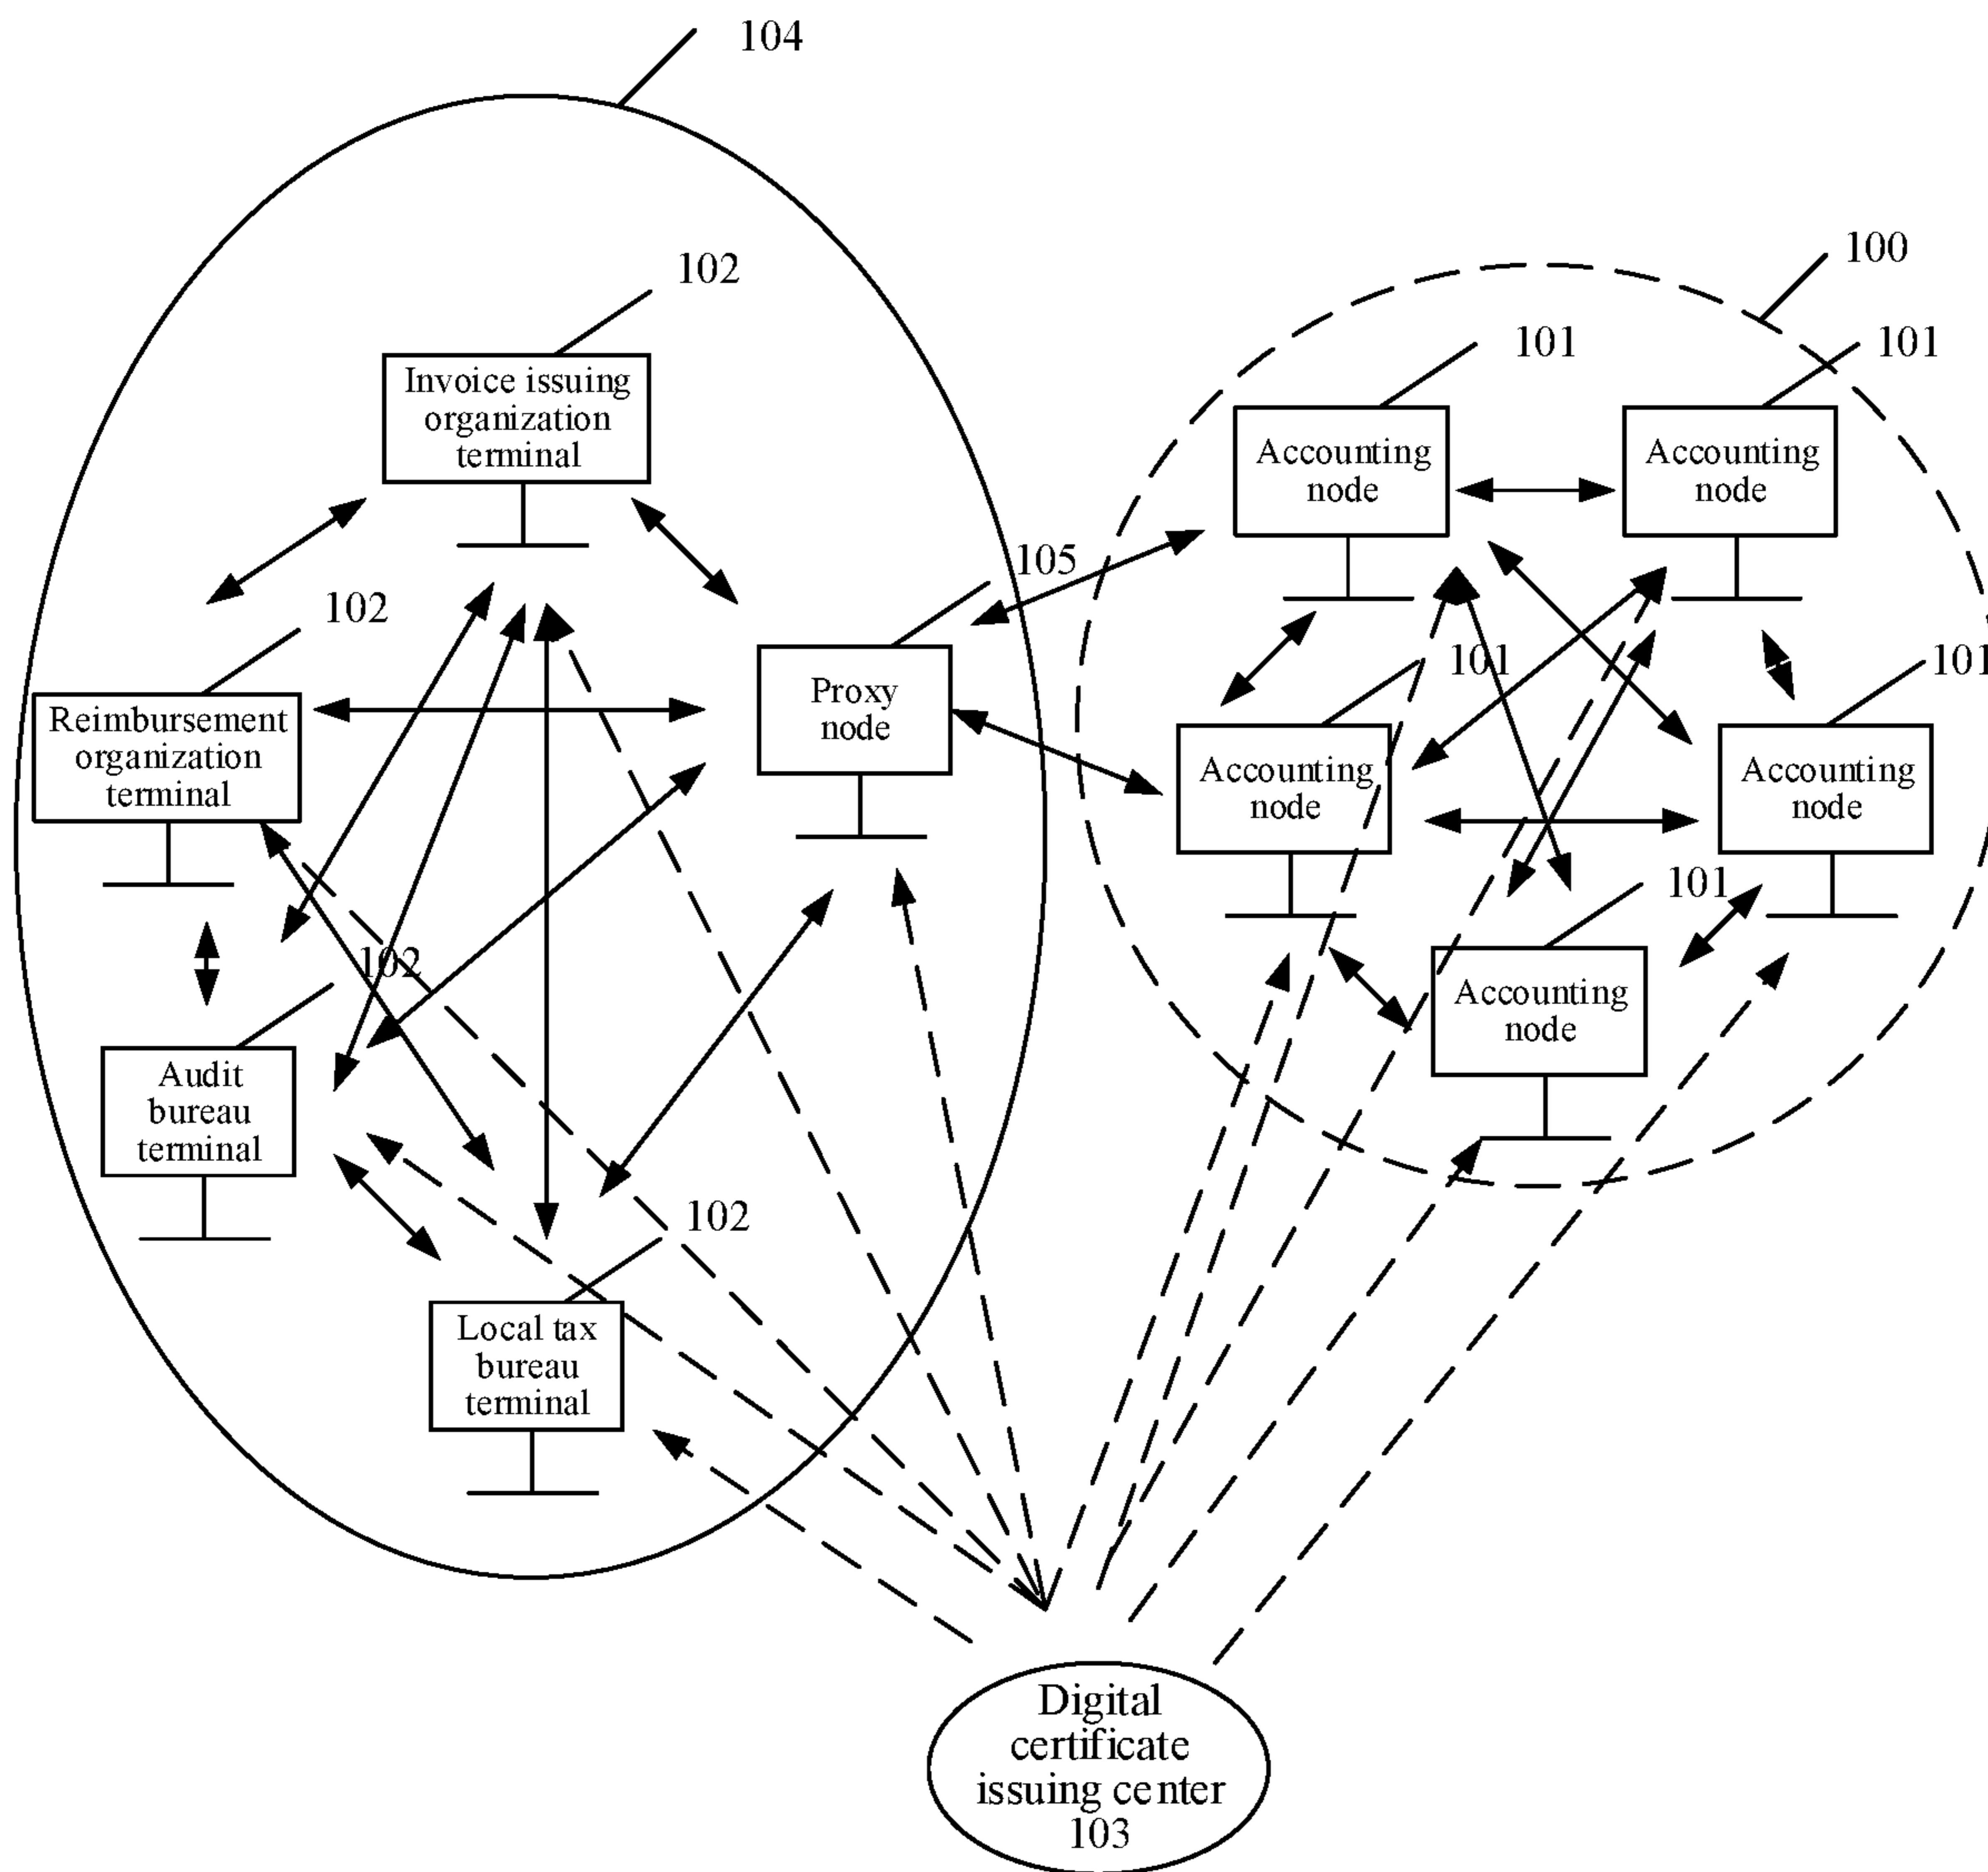 104
100
102
101
101
Invoice issuing
organization
terminal
Accounting
node
Accounting
node
105
102
101
101
Reimbursement
organization
terminal
Proxy
node
Accounting
node
Accounting
node
102
101
Audit
bureau
terminal
Accounting
node
102
Local tax
bureau
terminal
Digital
certificate
issuing center
103